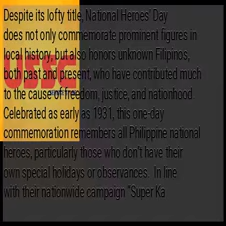 Despite its lofty title, National Heroes' Day
does not only commemorate prominent figures in
local history, but also honors unknown Filipinos,
both past and present, who have contributed much
to the cause of freedom, justice, and nationhood.
Celebrated as early as 1931, this one-day
commemoration remembers all Philippine national
heroes, particularly those who don't have their
own special holidays or observances. In line
with their nationwide campaign "Super Ka